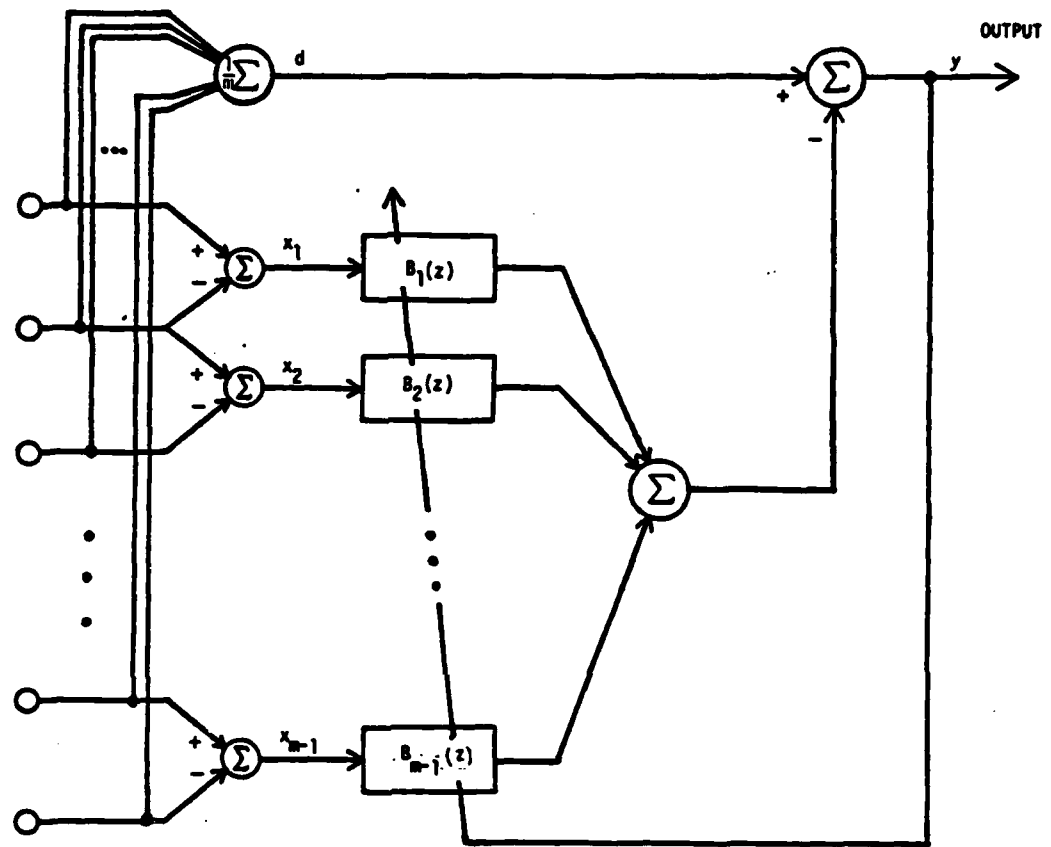 OUTPUT
1/m Σ
d
+
Σ
y
−
...
+
−
Σ
x₁
B₁(z)
+
−
Σ
x₂
B₂(z)
Σ
+
−
Σ
xₘ₋₁
Bₘ₋₁(z)